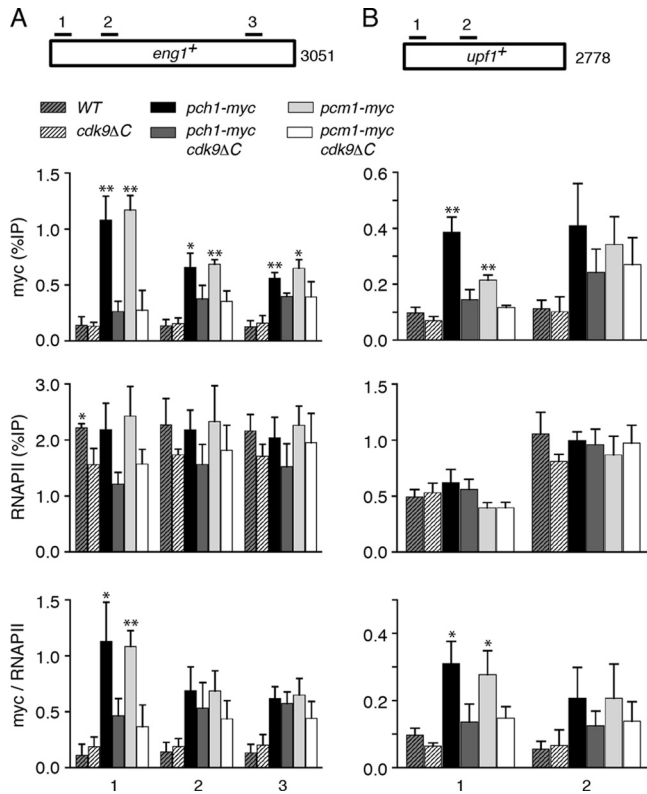 A
1 2 3
eng1+ 3051
B
1 2
upf1+ 2778
WT pch1-myc pcm1-myc
cdk9ΔC pch1-myc cdk9ΔC pcm1-myc cdk9ΔC
myc (%IP)
1.5
1.0
0.5
0.0
** ** * ** ** *
0.6
0.4
0.2
0.0
** **
RNAPII (%IP)
3.0
2.0
1.0
0.0
*
1.5
1.0
0.5
0.0
myc / RNAPII
1.5
1.0
0.5
0.0
* **
1 2 3
0.4
0.2
0.0
* *
1 2